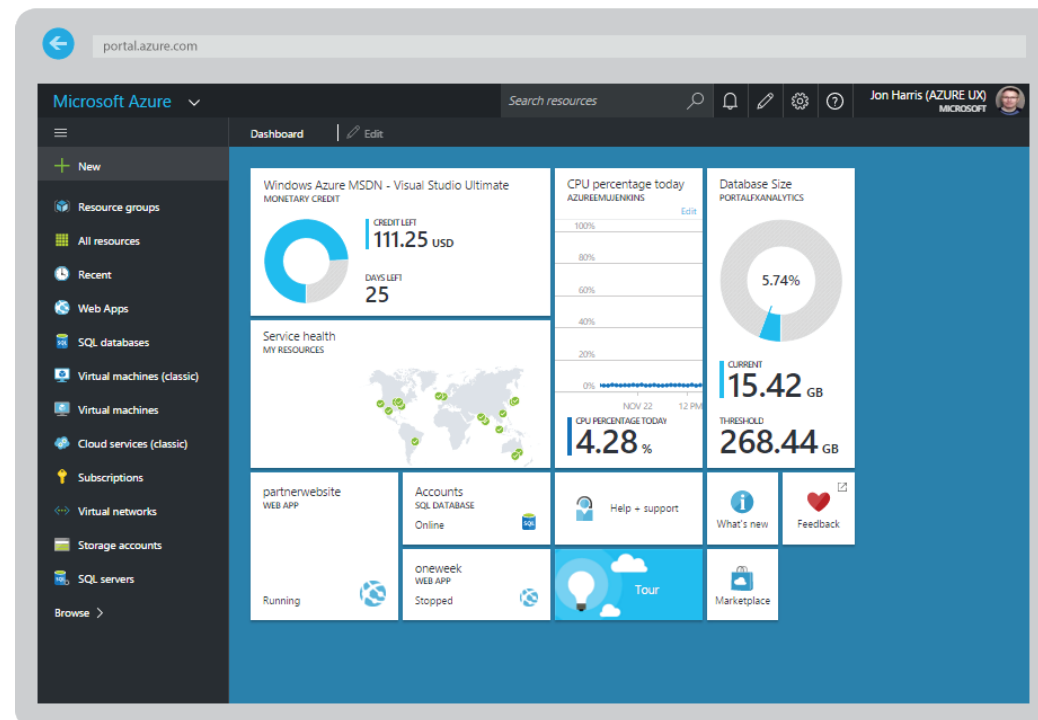 portal.azure.com
Microsoft Azure
Search resources
Jon Harris (AZURE UX)
MICROSOFT
Dashboard
Edit
New
Resource groups
All resources
Recent
Web Apps
SQL databases
Virtual machines (classic)
Virtual machines
Cloud services (classic)
Subscriptions
Virtual networks
Storage accounts
SQL servers
Browse >
Windows Azure MSDN - Visual Studio Ultimate
MONETARY CREDIT
CREDIT LEFT
111.25 USD
DAYS LEFT
25
CPU percentage today
AZUREEMUJENKINS
Edit
100%
80%
60%
40%
20%
0%
NOV 22 12 PM
CPU PERCENTAGE TODAY
4.28 %
Database Size
PORTALFXANALYTICS
5.74%
CURRENT
15.42 GB
THRESHOLD
268.44 GB
Service health
MY RESOURCES
partnerwebsite
WEB APP
Running
Accounts
SQL DATABASE
Online
SQL
oneweek
WEB APP
Stopped
Help + support
What's new
Feedback
Tour
Marketplace